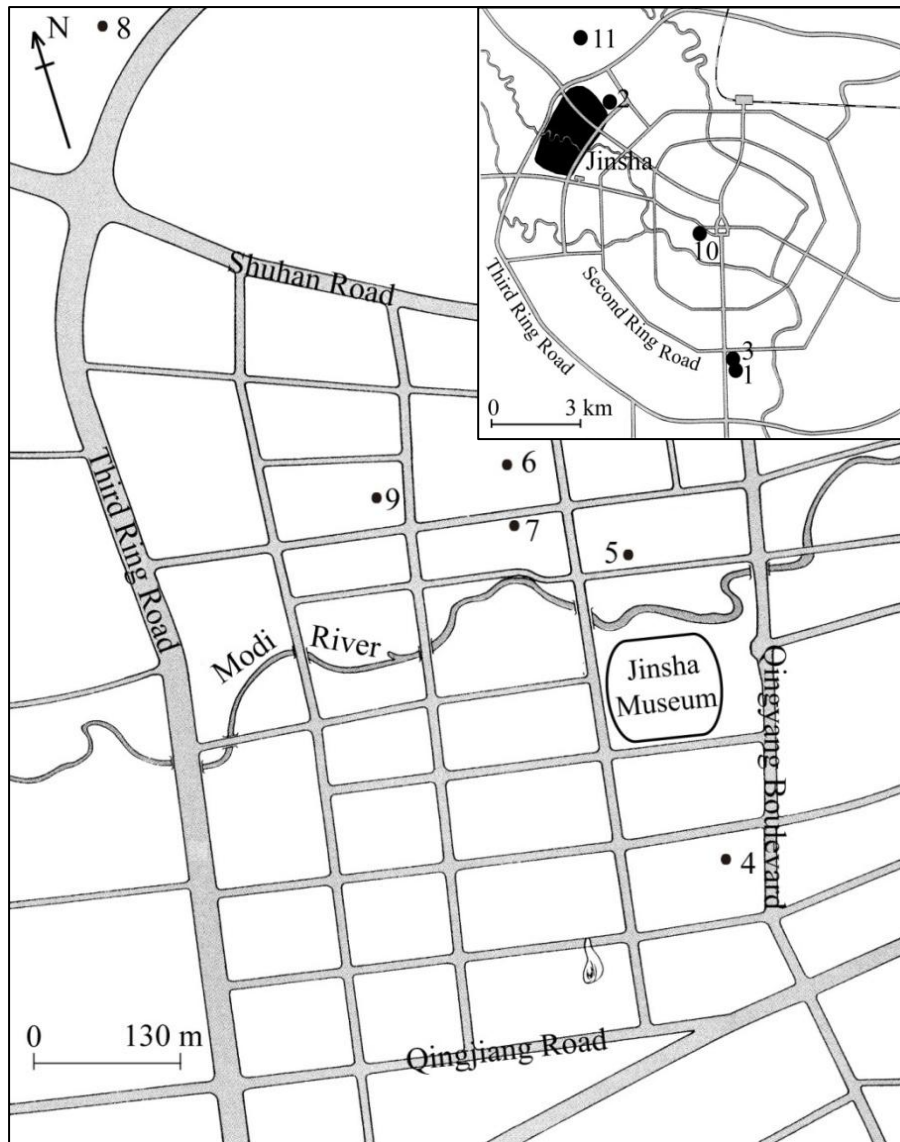 N
8
11
2
Jinsha
10
Third Ring Road
Second Ring Road
3
1
0 3 km
Shuhan Road
Third Ring Road
6
9
7
5
Modi River
Jinsha
Museum
Qingyang Boulevard
4
0 130 m
Qingjiang Road